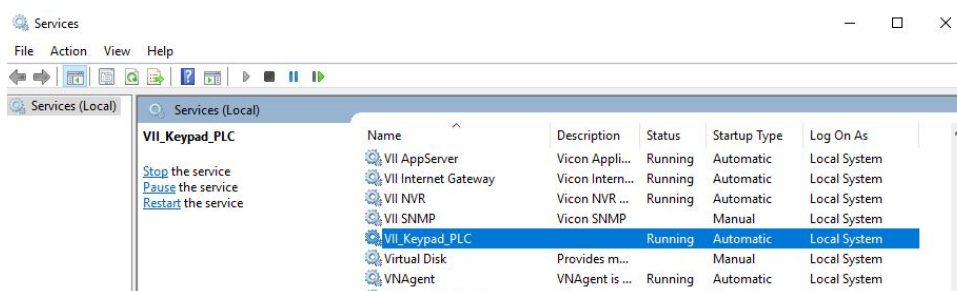 Services
File Action View Help
Services (Local)
Services (Local)
VII_Keypad_PLC
Stop the service
Pause the service
Restart the service
Name Description Status Startup Type Log On As
VII AppServer Vicon Appli... Running Automatic Local System
VII Internet Gateway Vicon Intern... Running Automatic Local System
VII NVR Vicon NVR ... Running Automatic Local System
VII SNMP Vicon SNMP Manual Local System
VII_Keypad_PLC Running Automatic Local System
Virtual Disk Provides m... Manual Local System
VNAgent VNAgent is ... Running Automatic Local System